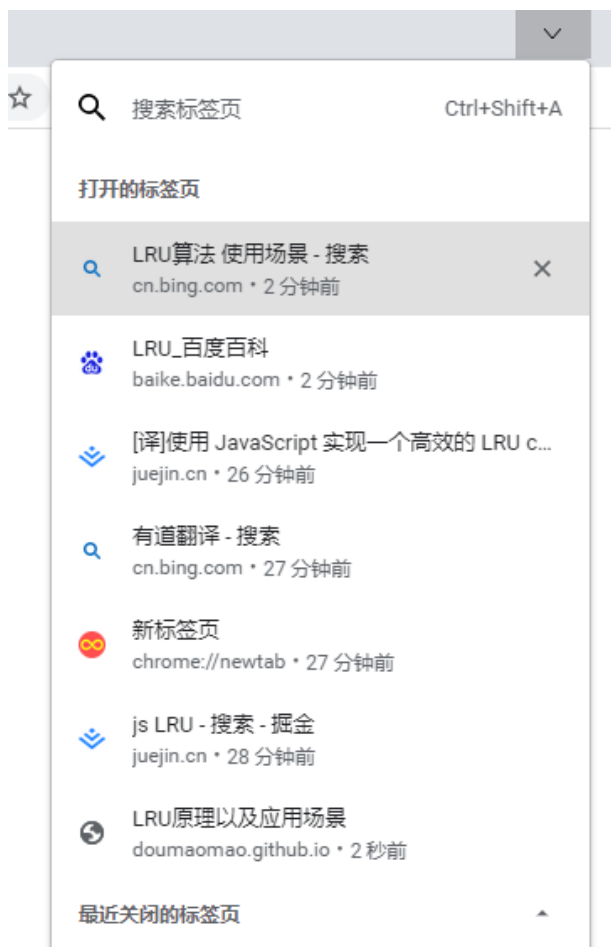 搜索标签页 Ctrl+Shift+A
打开的标签页
LRU算法 使用场景 - 搜索
cn.bing.com • 2 分钟前
LRU_百度百科
baike.baidu.com • 2 分钟前
[译]使用 JavaScript 实现一个高效的 LRU c...
juejin.cn • 26 分钟前
有道翻译 - 搜索
cn.bing.com • 27 分钟前
新标签页
chrome://newtab • 27 分钟前
js LRU - 搜索 - 掘金
juejin.cn • 28 分钟前
LRU原理以及应用场景
doumaomao.github.io • 2 秒前
最近关闭的标签页